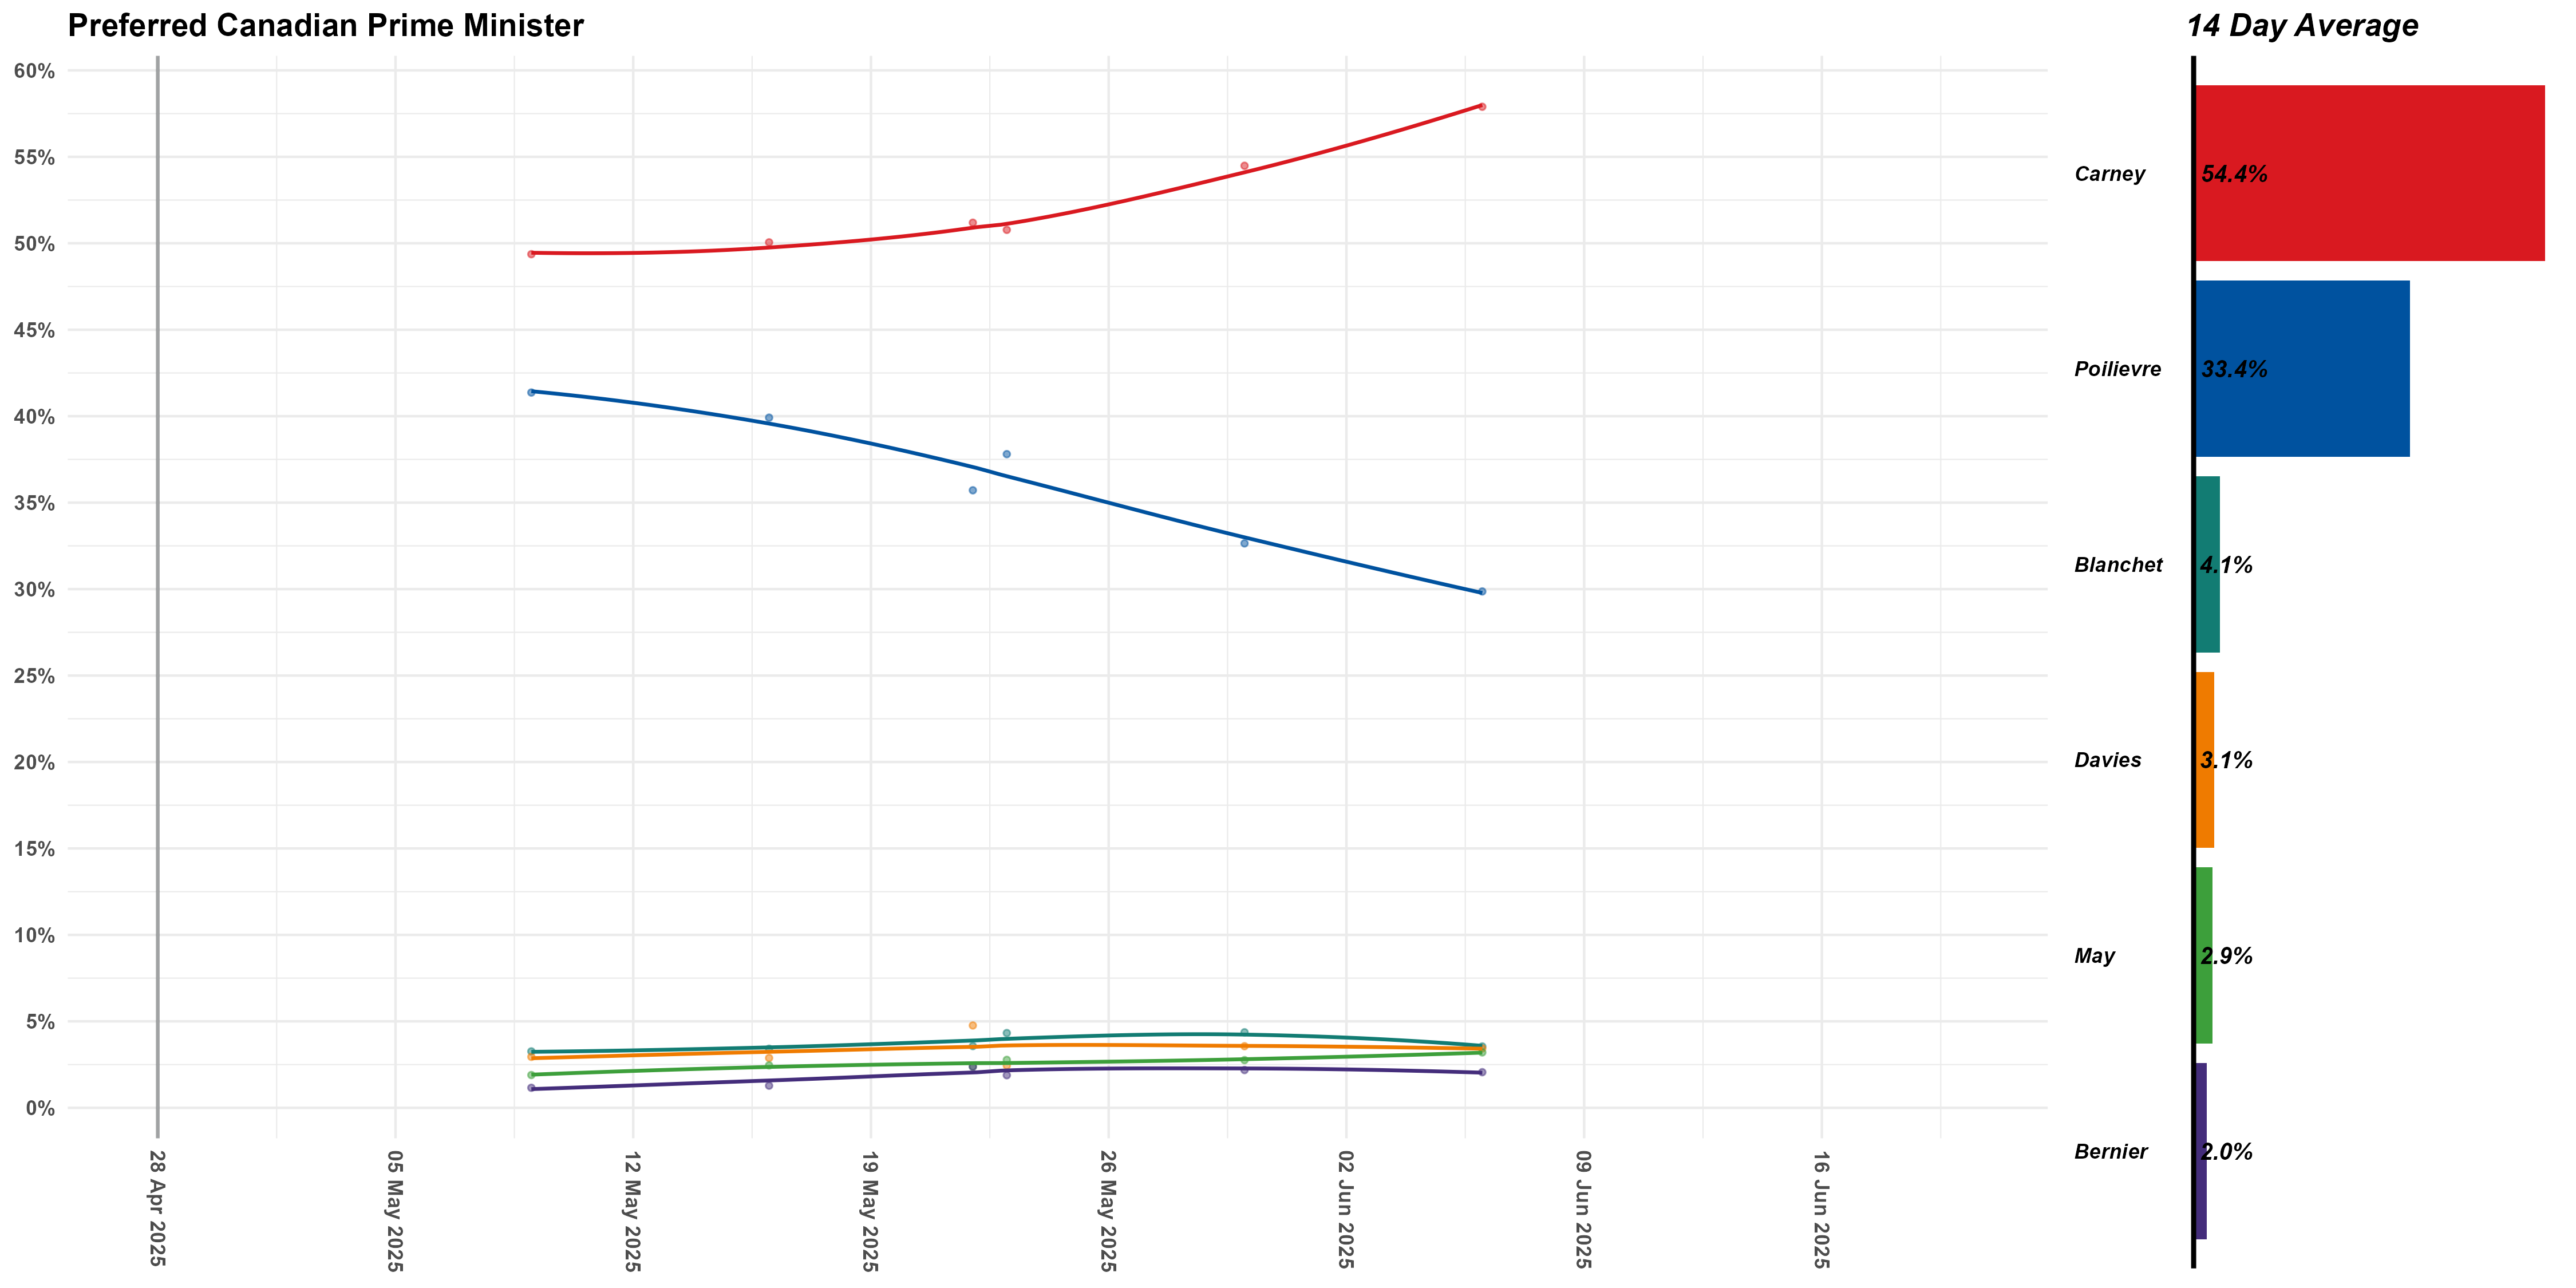 Preferred Canadian Prime Minister
14 Day Average
60%
55%
50%
45%
40%
35%
30%
25%
20%
15%
10%
5%
0%
28 Apr 2025
05 May 2025
12 May 2025
19 May 2025
26 May 2025
02 Jun 2025
09 Jun 2025
16 Jun 2025
Carney 54.4%
Poilievre 33.4%
Blanchet 4.1%
Davies 3.1%
May 2.9%
Bernier 2.0%